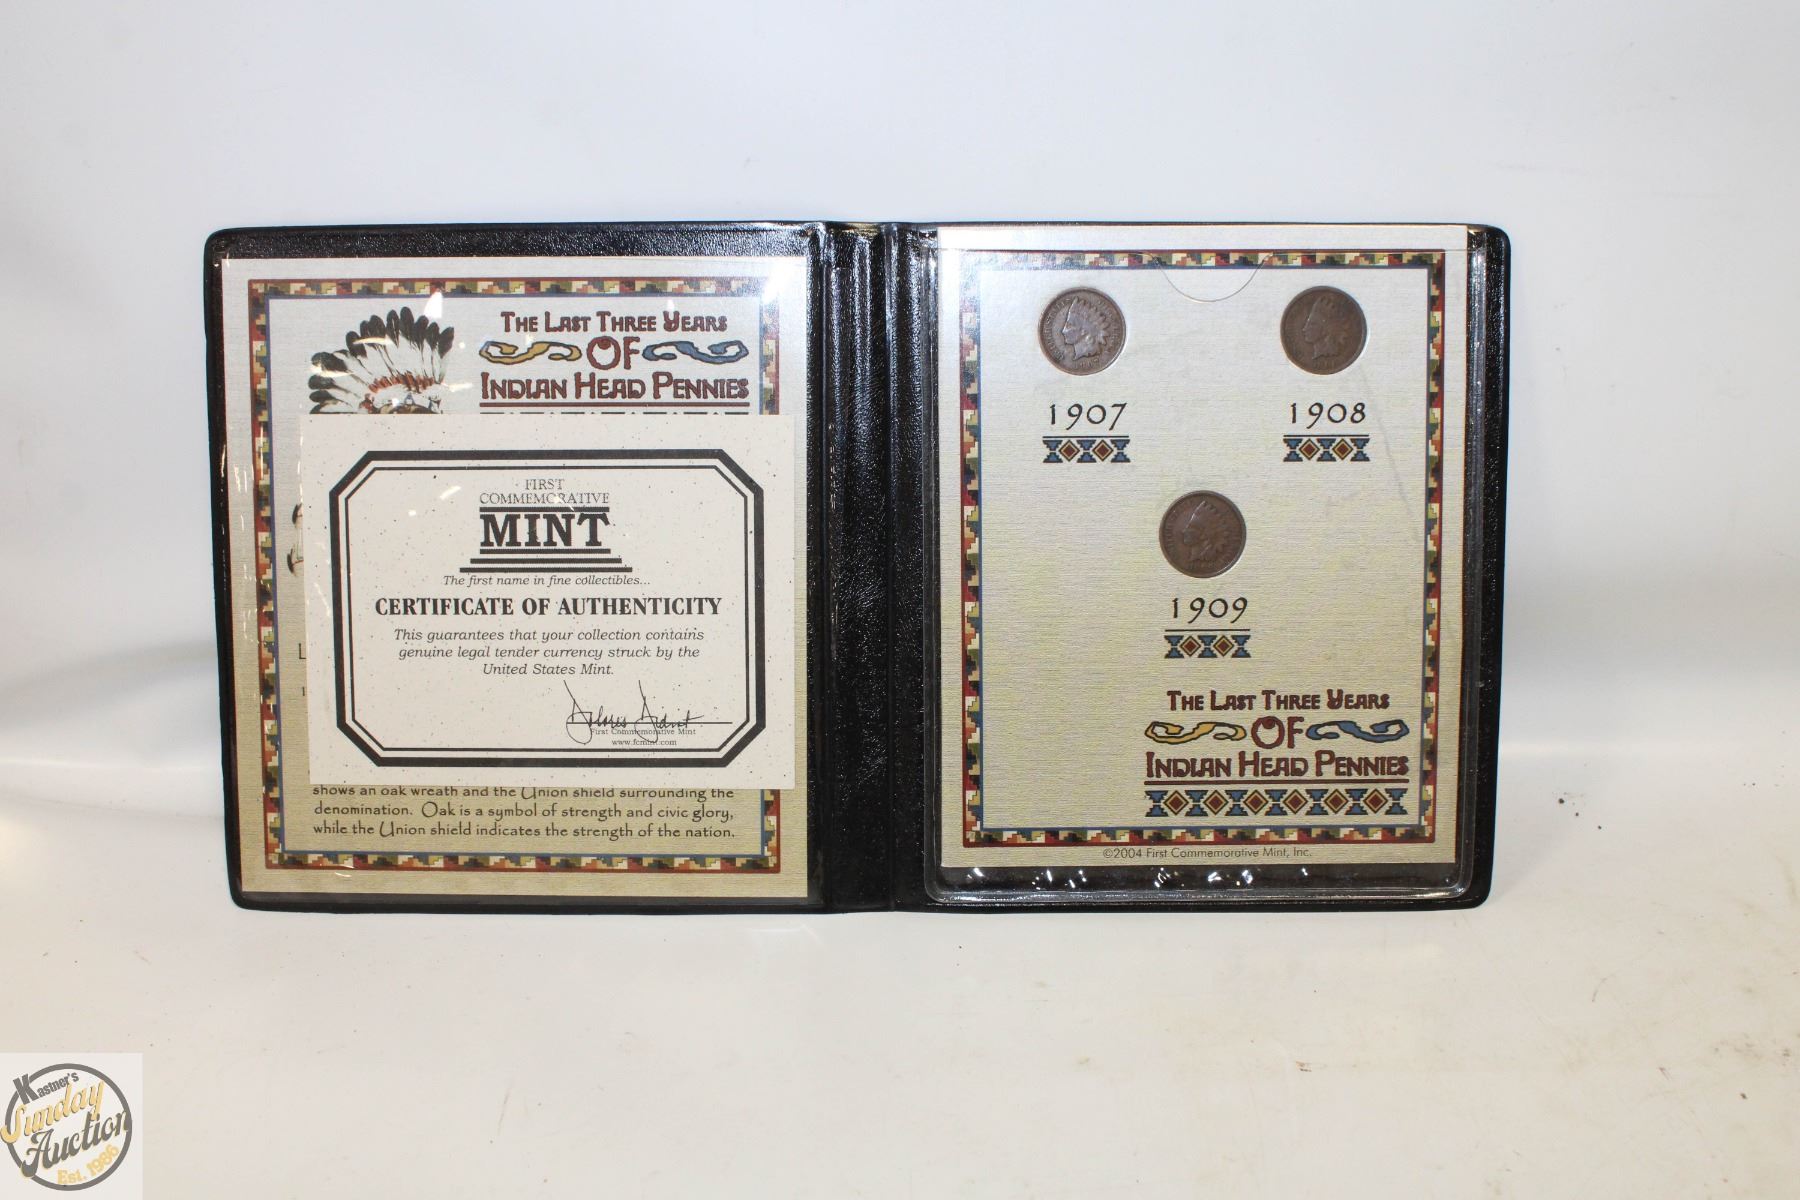 THE LAST THREE YEARS
OF
INDIAN HEAD PENNIES
FIRST
COMMEMORATIVE
MINT
The first name in fine collectibles...
CERTIFICATE OF AUTHENTICITY
This guarantees that your collection contains
genuine legal tender currency struck by the
United States Mint.
First Commemorative Mint
www.fcmint.com
shows an oak wreath and the Union shield surrounding the
denomination. Oak is a symbol of strength and civic glory,
while the Union shield indicates the strength of the nation.
1907
1908
1909
THE LAST THREE YEARS
OF
INDIAN HEAD PENNIES
©2004 First Commemorative Mint, Inc.
Kastner's
Sunday
Auction
Est. 1986